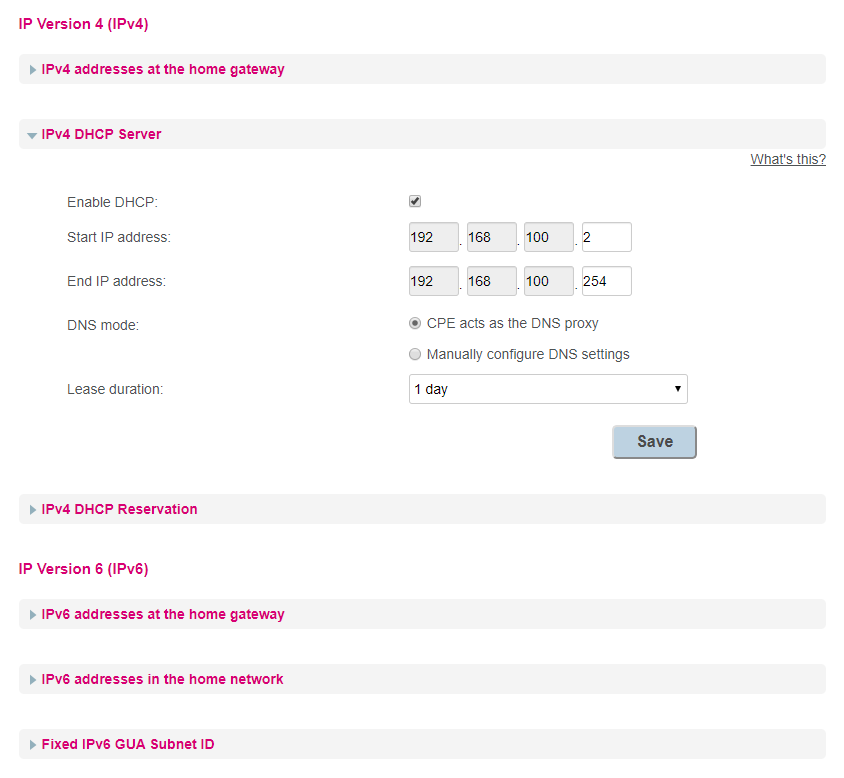 IP Version 4 (IPv4)
IPv4 addresses at the home gateway
IPv4 DHCP Server
What's this?
Enable DHCP:
Start IP address: 192 . 168 . 100 . 2
End IP address: 192 . 168 . 100 . 254
DNS mode: CPE acts as the DNS proxy
Manually configure DNS settings
Lease duration: 1 day
Save
IPv4 DHCP Reservation
IP Version 6 (IPv6)
IPv6 addresses at the home gateway
IPv6 addresses in the home network
Fixed IPv6 GUA Subnet ID